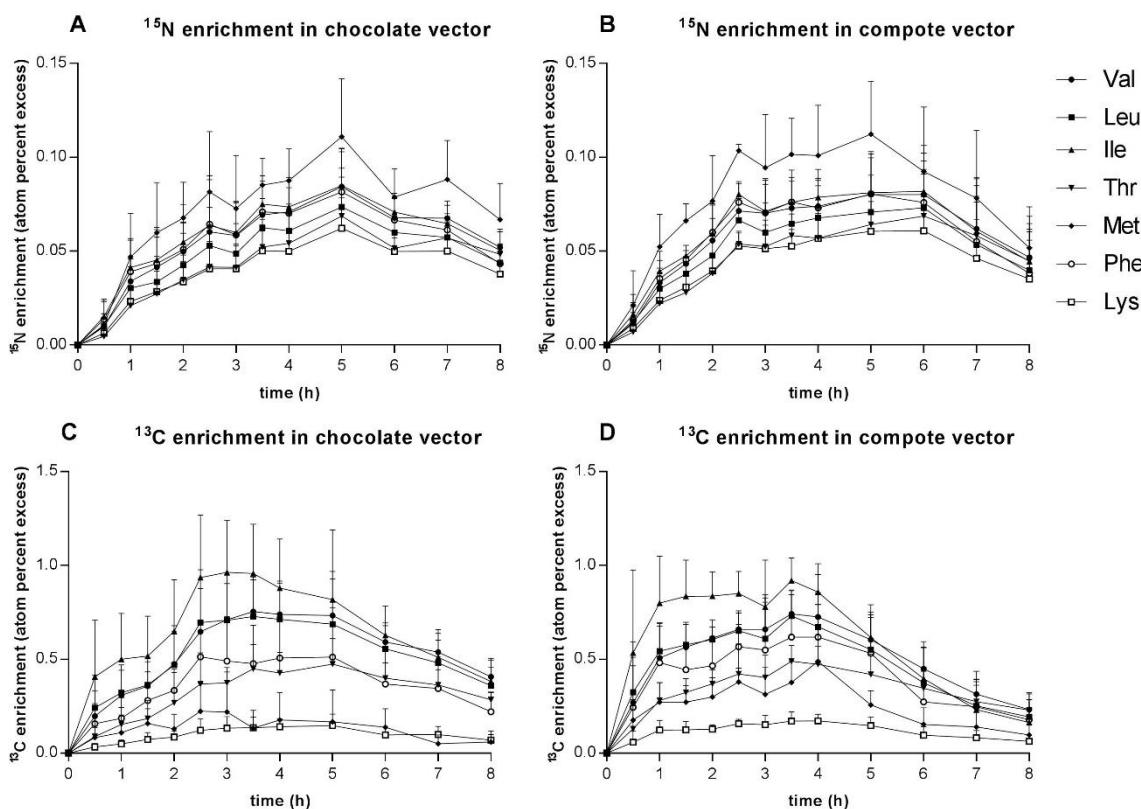 A
¹⁵N enrichment in chocolate vector
¹⁵N enrichment (atom percent excess)
0.15
0.10
0.05
0.00
0 1 2 3 4 5 6 7 8
time (h)
B
¹⁵N enrichment in compote vector
¹⁵N enrichment (atom percent excess)
0.15
0.10
0.05
0.00
0 1 2 3 4 5 6 7 8
time (h)
Val
Leu
Ile
Thr
Met
Phe
Lys
C
¹³C enrichment in chocolate vector
¹³C enrichment (atom percent excess)
1.5
1.0
0.5
0.0
0 1 2 3 4 5 6 7 8
time (h)
D
¹³C enrichment in compote vector
¹³C enrichment (atom percent excess)
1.5
1.0
0.5
0.0
0 1 2 3 4 5 6 7 8
time (h)